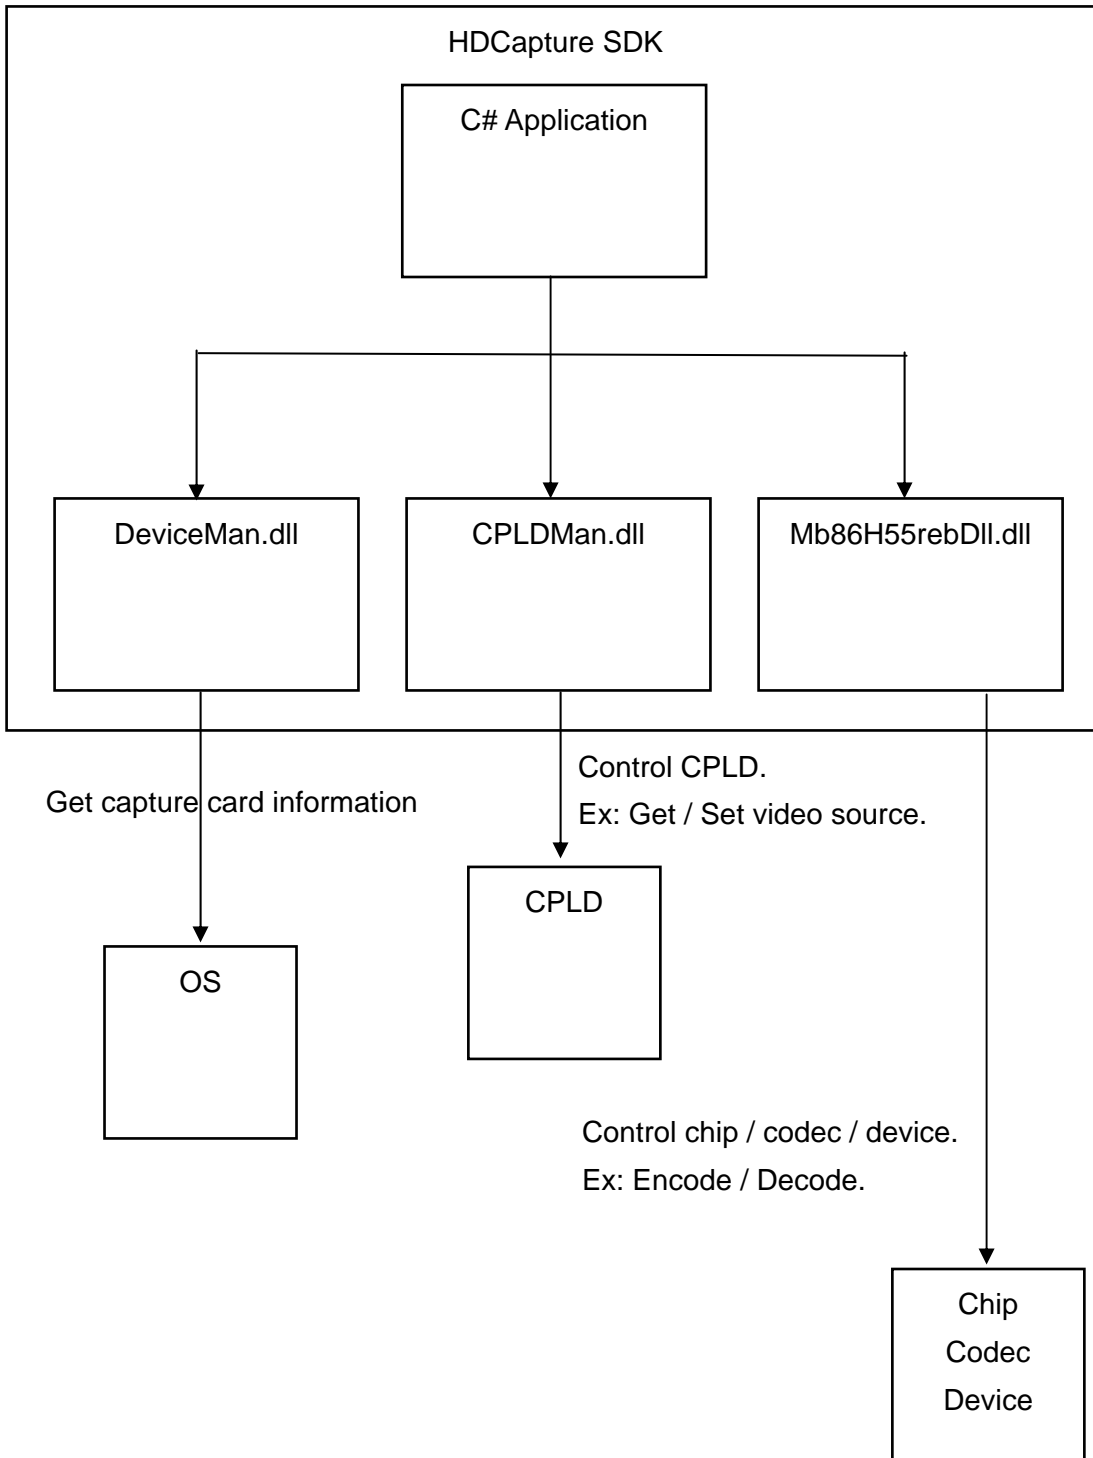 HDCapture SDK
C# Application
DeviceMan.dll
CPLDMan.dll
Mb86H55rebDll.dll
Control CPLD.
Get capture card information
Ex: Get / Set video source.
CPLD
OS
Control chip / codec / device.
Ex: Encode / Decode.
Chip
Codec
Device